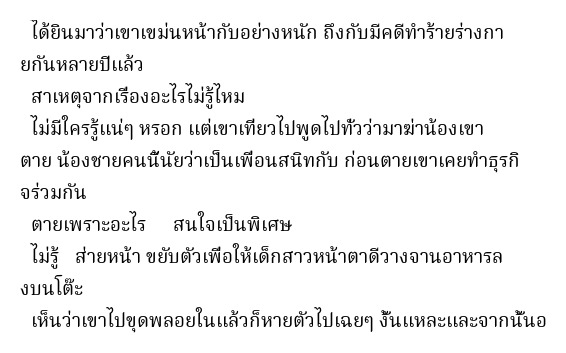 ได้ยินมาว่าเขาเขม่นหน้ากับอย่างหนัก ถึงกับมีคดีทำร้ายร่างกา
ยกันหลายปีแล้ว
สาเหตุจากเรื่องอะไรไม่รู้ไหม
ไม่มีใครรู้แน่ๆ หรอก แต่เขาเที่ยวไปพูดไปทั่วว่ามาฆ่าน้องเขา
ตาย น้องชายคนนี้นัยว่าเป็นเพื่อนสนิทกับ ก่อนตายเขาเคยทำธุรกิ
จร่วมกัน
ตายเพราะอะไร สนใจเป็นพิเศษ
ไม่รู้ ส่ายหน้า ขยับตัวเพื่อให้เด็กสาวหน้าตาดีวางจานอาหารล
งบนโต๊ะ
เห็นว่าเขาไปขุดพลอยในแล้วก็หายตัวไปเฉยๆ งั้นแหละและจากนั้นอ